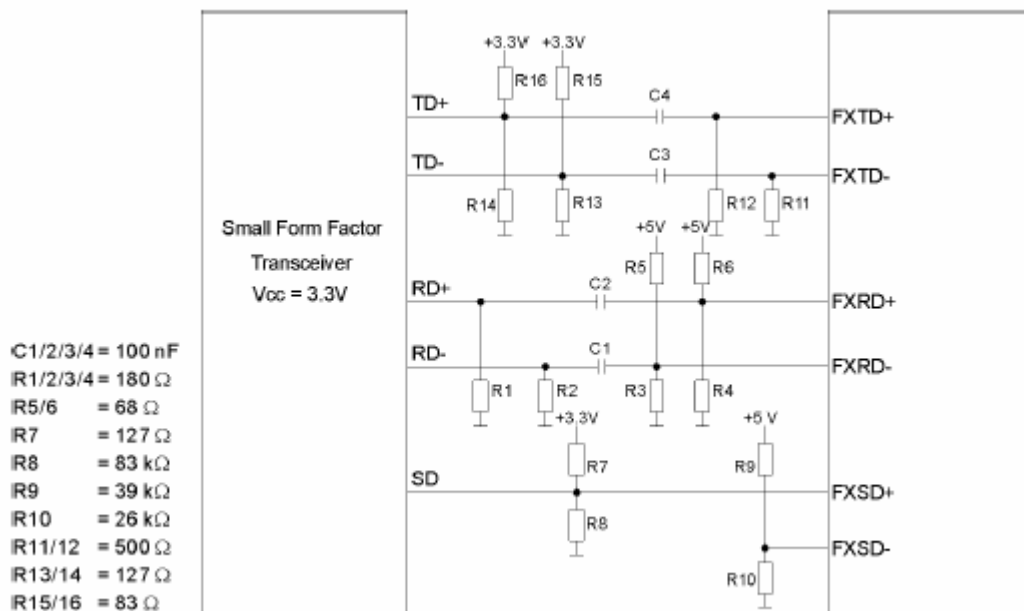 +3.3V +3.3V
R16 R15
TD+ C4 FXTD+
TD- C3 FXTD-
R14 R13 R12 R11
Small Form Factor
Transceiver
Vcc = 3.3V
+5V +5V
R5 R6
RD+ C2 FXRD+
RD- C1 FXRD-
R1 R2 R3 R4
+3.3V +5 V
R7 R9
SD FXSD+
R8
FXSD-
R10
C1/2/3/4 = 100 nF
R1/2/3/4 = 180 Ω
R5/6 = 68 Ω
R7 = 127 Ω
R8 = 83 kΩ
R9 = 39 kΩ
R10 = 26 kΩ
R11/12 = 500 Ω
R13/14 = 127 Ω
R15/16 = 83 Ω